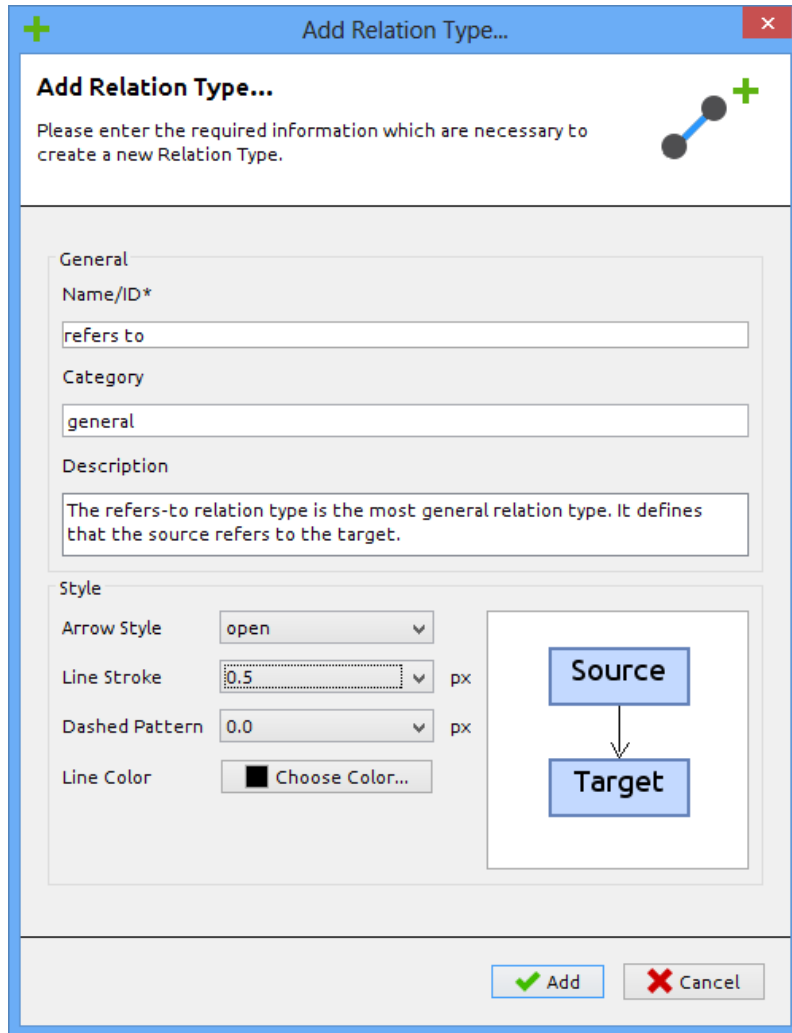 Add Relation Type...
Add Relation Type...
Please enter the required information which are necessary to
create a new Relation Type.
General
Name/ID*
refers to
Category
general
Description
The refers-to relation type is the most general relation type. It defines
that the source refers to the target.
Style
Arrow Style open
Line Stroke 0.5 px
Dashed Pattern 0.0 px
Line Color Choose Color...
Source
Target
Add Cancel